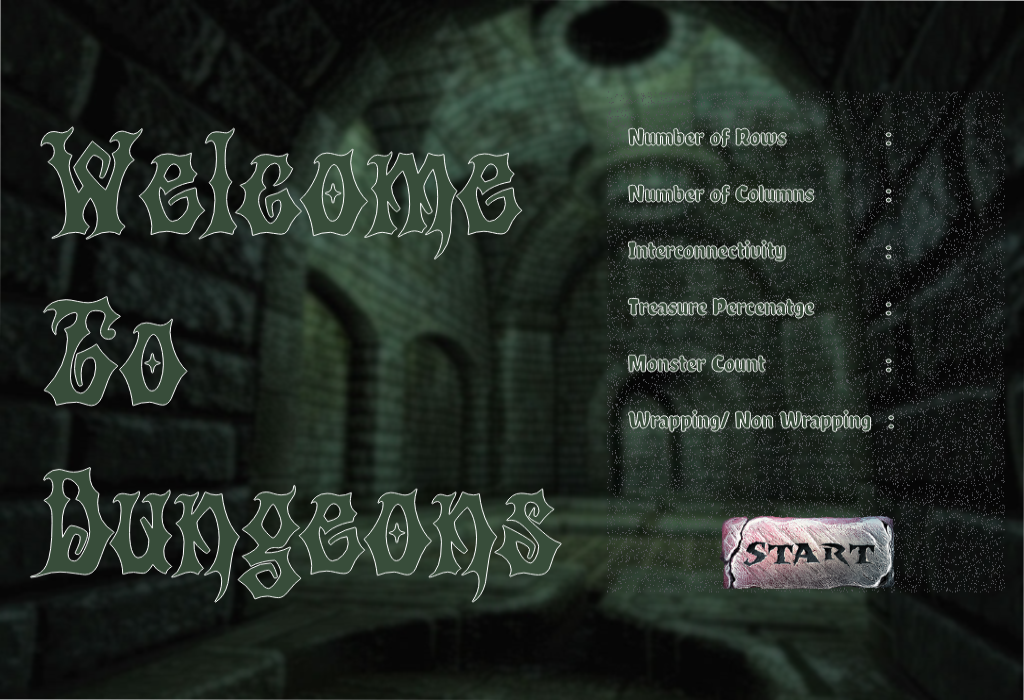 Welcome
To
Dungeons
Number of Rows :
Number of Columns :
Interconnectivity :
Treasure Percenatge :
Monster Count :
Wrapping/ Non Wrapping :
START